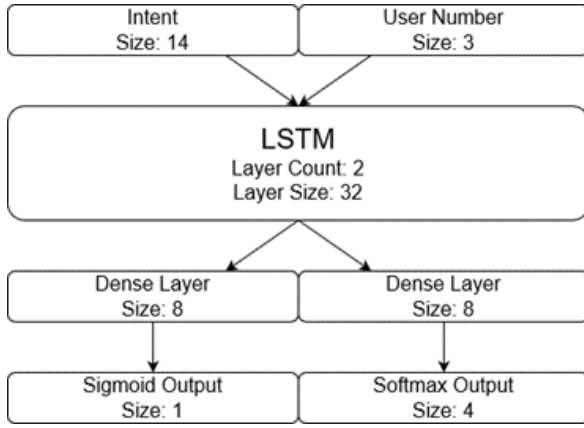 Intent
Size: 14
User Number
Size: 3
LSTM
Layer Count: 2
Layer Size: 32
Dense Layer
Size: 8
Dense Layer
Size: 8
Sigmoid Output
Size: 1
Softmax Output
Size: 4